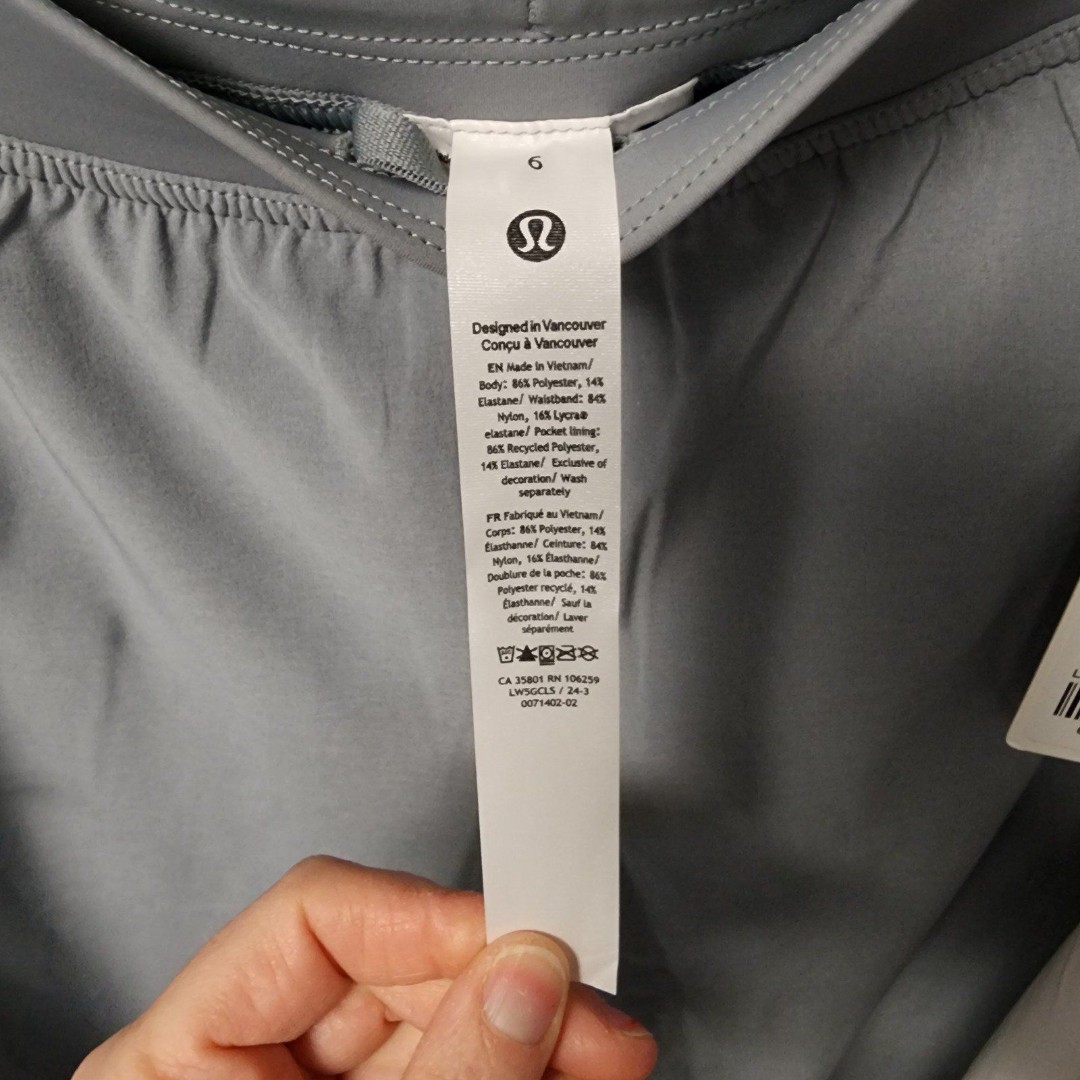 6
Designed in Vancouver
Conçu à Vancouver
EN Made in Vietnam/
Body: 86% Polyester, 14%
Elastane/ Waistband: 84%
Nylon, 16% Lycra®
elastane/ Pocket lining:
86% Recycled Polyester,
14% Elastane/ Exclusive of
decoration/ Wash
separately
FR Fabriqué au Vietnam/
Corps: 86% Polyester, 14%
Élasthanne/ Ceinture: 84%
Nylon, 16% Élasthanne/
Doublure de la poche: 86%
Polyester recyclé, 14%
Élasthanne/ Sauf la
décoration/ Laver
séparément
CA 35801 RN 106259
LW5GCLS / 24-3
0071402-02